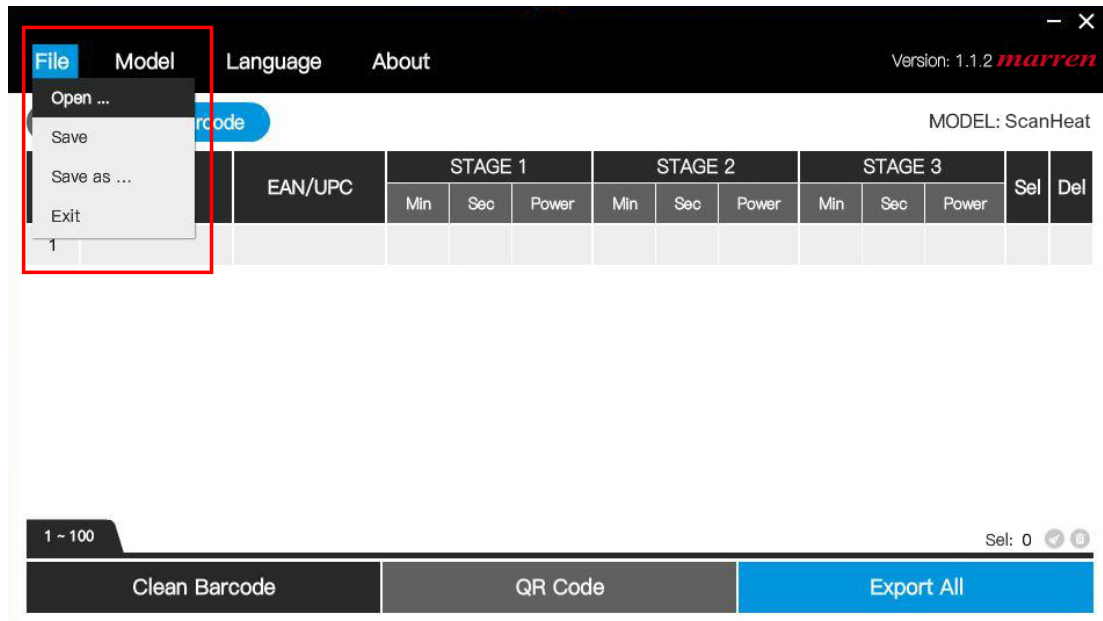 File Model Language About
Version: 1.1.2 marren
Open ...
Save
Save as ...
Exit
rcode
MODEL: ScanHeat
EAN/UPC
STAGE 1 STAGE 2 STAGE 3
Sel Del
Min Sec Power Min Sec Power Min Sec Power
1
1 ~ 100
Sel: 0
Clean Barcode QR Code Export All